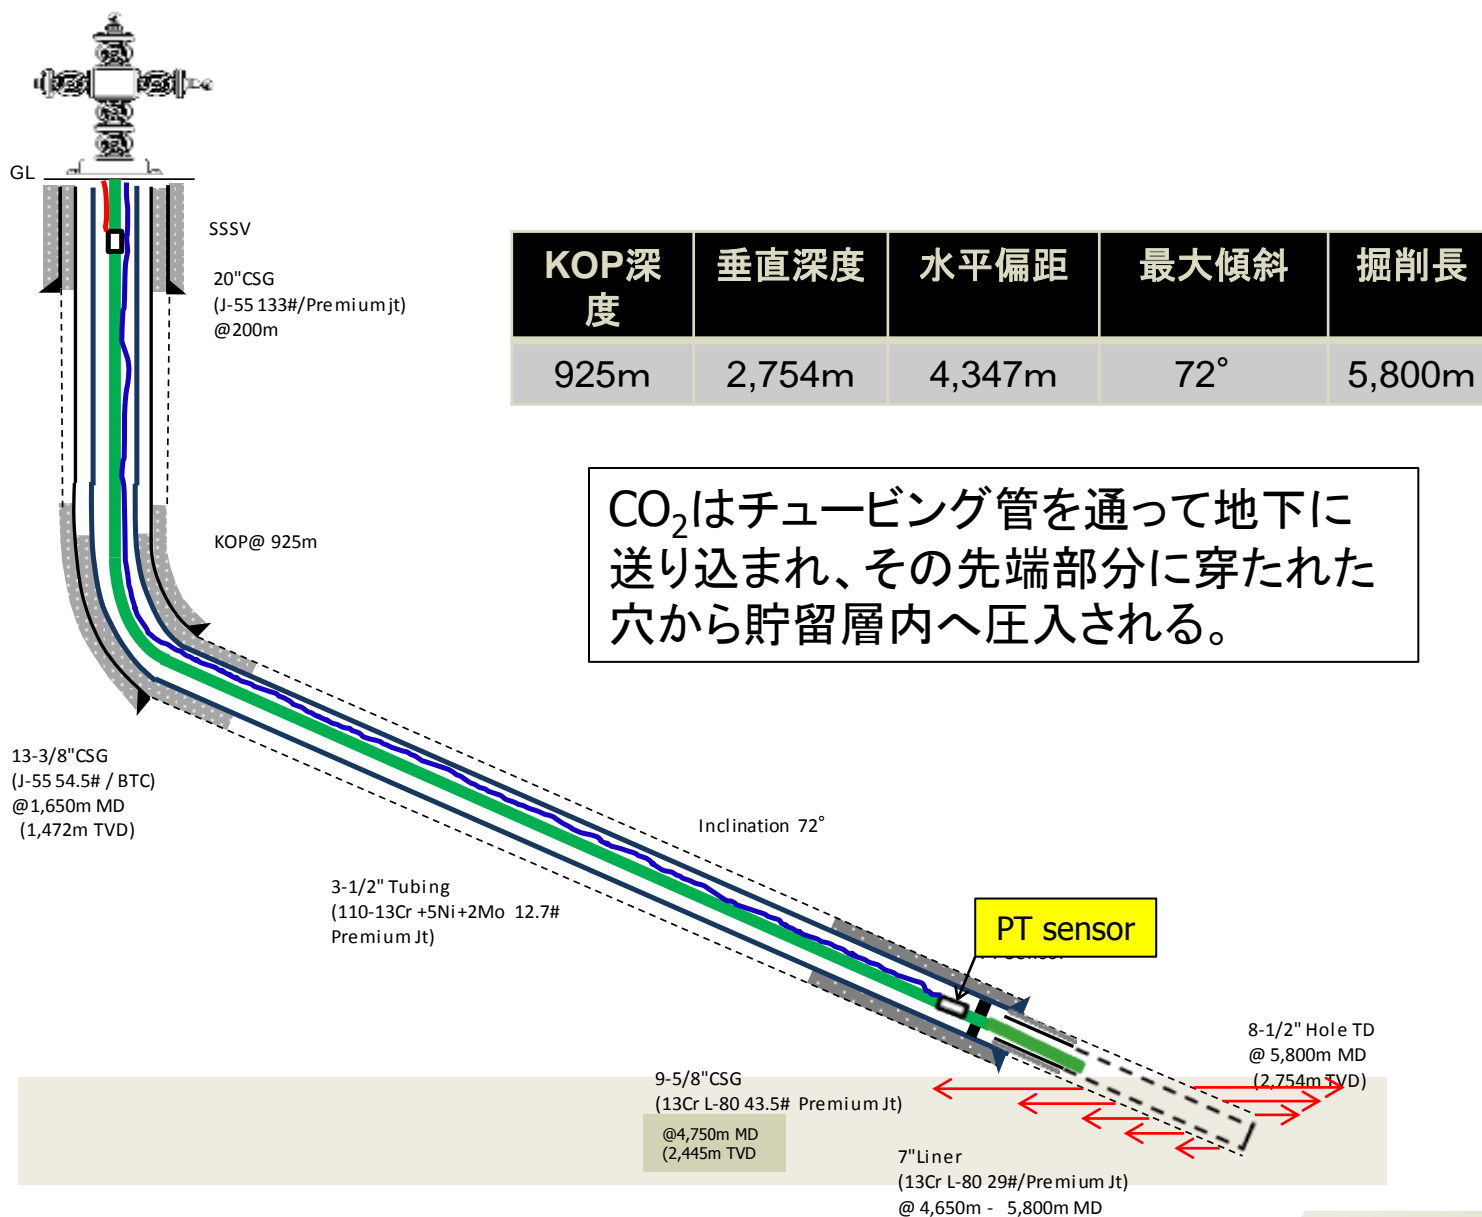 GL
SSSV
20"CSG
(J-55 133#/Premium jt)
@200m
KOP深
度
垂直深度
水平偏距
最大傾斜
掘削長
925m
2,754m
4,347m
72°
5,800m
CO₂はチュービング管を通って地下に
送り込まれ、その先端部分に穿たれた
穴から貯留層内へ圧入される。
KOP@ 925m
13-3/8"CSG
(J-55 54.5# / BTC)
@1,650m MD
(1,472m TVD)
Inclination 72°
3-1/2" Tubing
(110-13Cr +5Ni+2Mo 12.7#
Premium Jt)
PT sensor
8-1/2" Hole TD
@ 5,800m MD
(2,754m TVD)
9-5/8"CSG
(13Cr L-80 43.5# Premium Jt)
@4,750m MD
(2,445m TVD
7"Liner
(13Cr L-80 29#/Premium Jt)
@ 4,650m - 5,800m MD